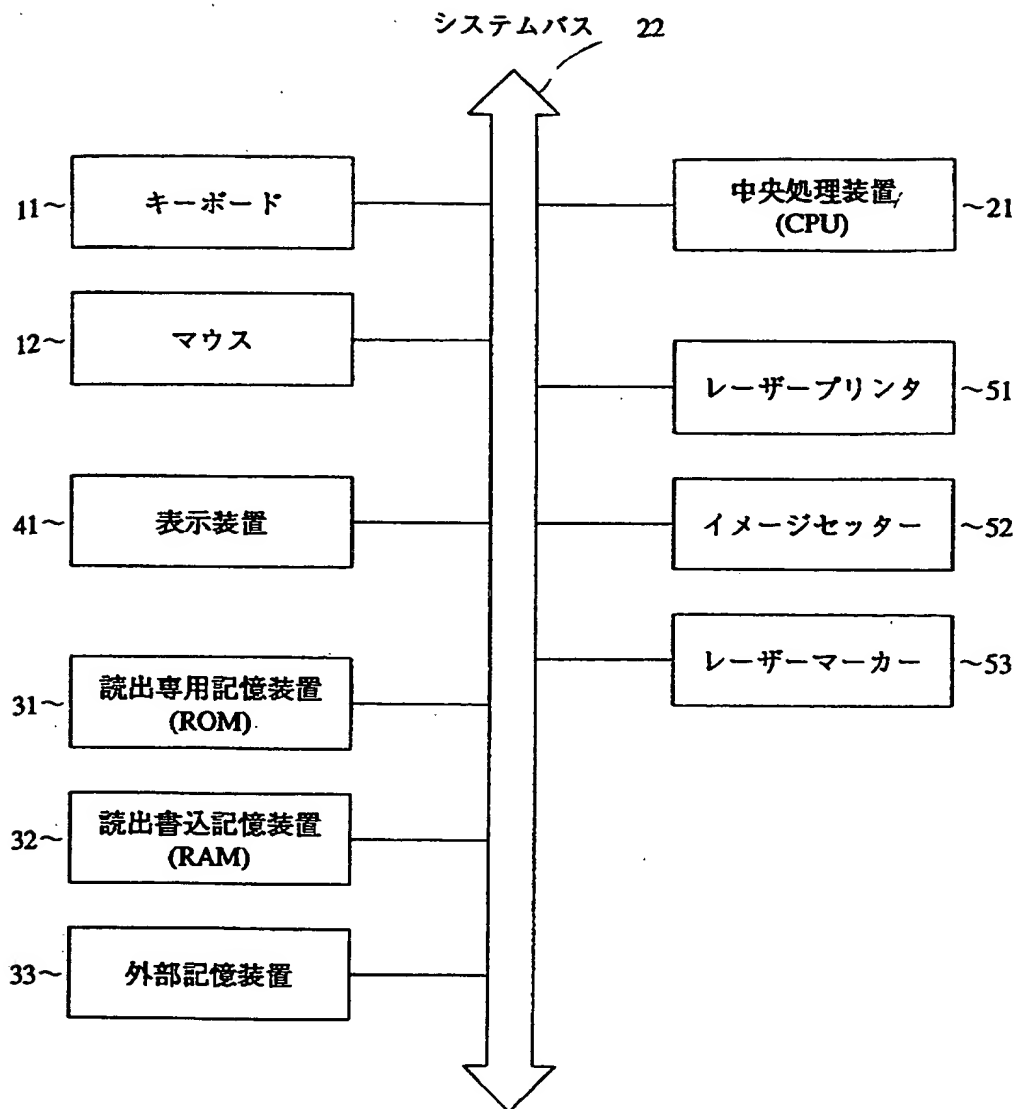 システムバス 22
11~ キーボード
中央処理装置
(CPU) ~21
12~ マウス
レーザープリンタ ~51
41~ 表示装置
イメージセッター ~52
レーザーマーカー ~53
31~ 読出専用記憶装置
(ROM)
32~ 読出書込記憶装置
(RAM)
33~ 外部記憶装置